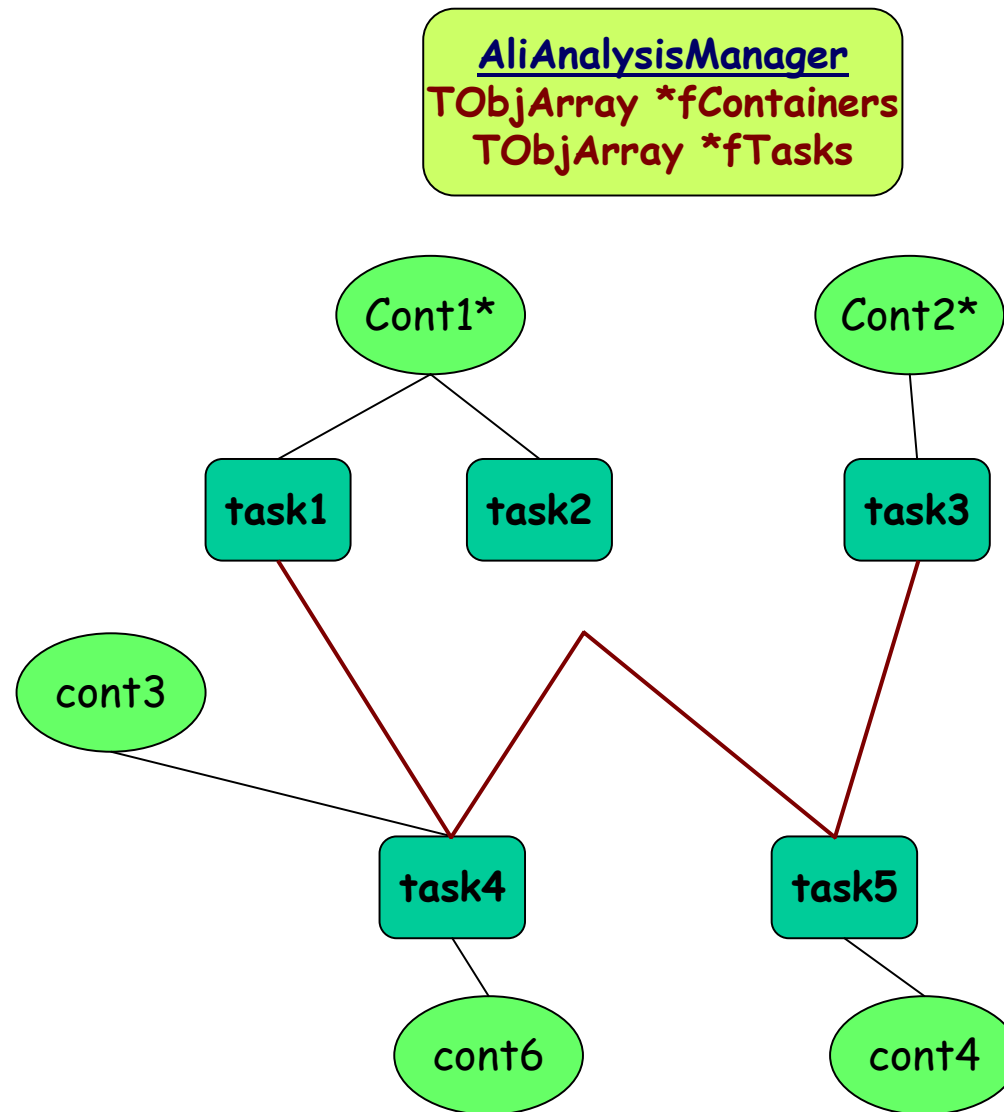 AliAnalysisManager
TObjArray *fContainers
TObjArray *fTasks
Cont1*
Cont2*
task1
task2
task3
cont3
task4
task5
cont6
cont4